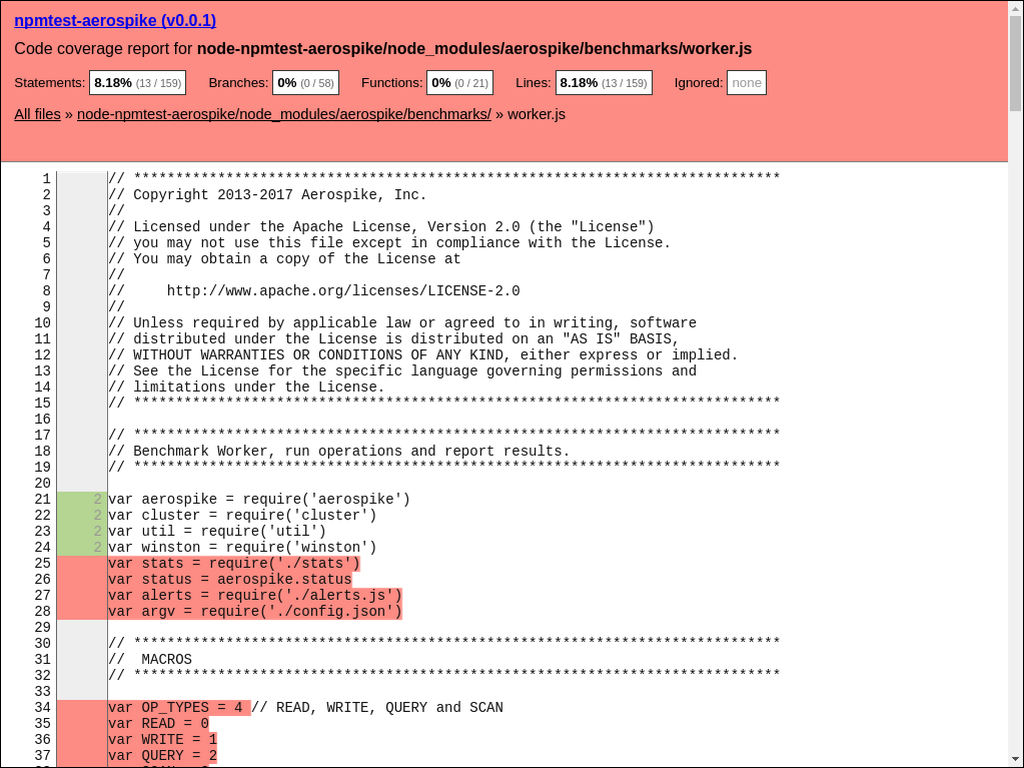 npmtest-aerospike (v0.0.1)
Code coverage report for node-npmtest-aerospike/node_modules/aerospike/benchmarks/worker.js
Statements: 8.18% (13 / 159) Branches: 0% (0 / 58) Functions: 0% (0 / 21) Lines: 8.18% (13 / 159) Ignored: none
All files » node-npmtest-aerospike/node_modules/aerospike/benchmarks/ » worker.js
1 // *****************************************************************************
2 // Copyright 2013-2017 Aerospike, Inc.
3 //
4 // Licensed under the Apache License, Version 2.0 (the "License")
5 // you may not use this file except in compliance with the License.
6 // You may obtain a copy of the License at
7 //
8 //     http://www.apache.org/licenses/LICENSE-2.0
9 //
10 // Unless required by applicable law or agreed to in writing, software
11 // distributed under the License is distributed on an "AS IS" BASIS,
12 // WITHOUT WARRANTIES OR CONDITIONS OF ANY KIND, either express or implied.
13 // See the License for the specific language governing permissions and
14 // limitations under the License.
15 // *****************************************************************************
16
17 // *****************************************************************************
18 // Benchmark Worker, run operations and report results.
19 // *****************************************************************************
20
21 2 var aerospike = require('aerospike')
22 2 var cluster = require('cluster')
23 2 var util = require('util')
24 2 var winston = require('winston')
25 var stats = require('./stats')
26 var status = aerospike.status
27 var alerts = require('./alerts.js')
28 var argv = require('./config.json')
29
30 // *****************************************************************************
31 //  MACROS
32 // *****************************************************************************
33
34 var OP_TYPES = 4 // READ, WRITE, QUERY and SCAN
35 var READ = 0
36 var WRITE = 1
37 var QUERY = 2